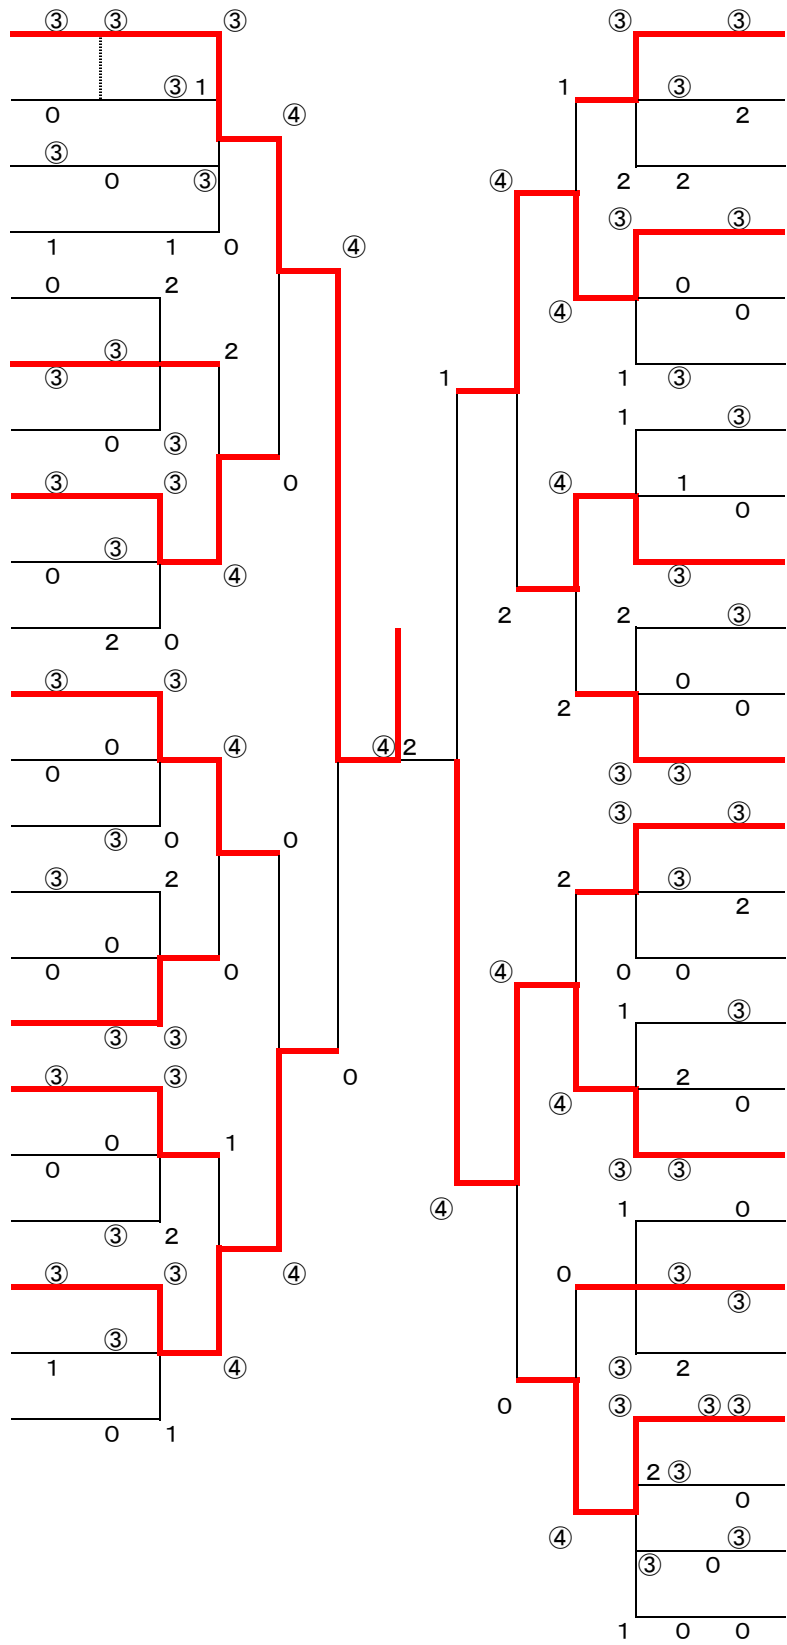 ③ ③ ③ ③ ③
③ 1 1 ③
0 ④ 2
③
0 ③ ④ 2 2
③ ③
1 1 0 ④
0 2 0
④ 0
③ 2
③ 1 1 ③
0 ③ 1 ③
③ ③ 0 ④ 1
0
③
0 ④ ③
2 2 ③
2 0
③ ③ 0
2 0
0 ④ ④ 2
0 ③ ③
③ ③
③ 0 0
③ 2 2 ③
2
0
0 0 ④ 0 0
1 ③
③ ③
③ ③ 0 2
④ 0
0 1
0 ③ ③
④ 1 0
③ 2
③ ③ ④ 0 ③
③
③
1 ④ ③ 2
0 ③ ③ ③
0 1
2 ③
0
④ ③
③ 0
1 0 0